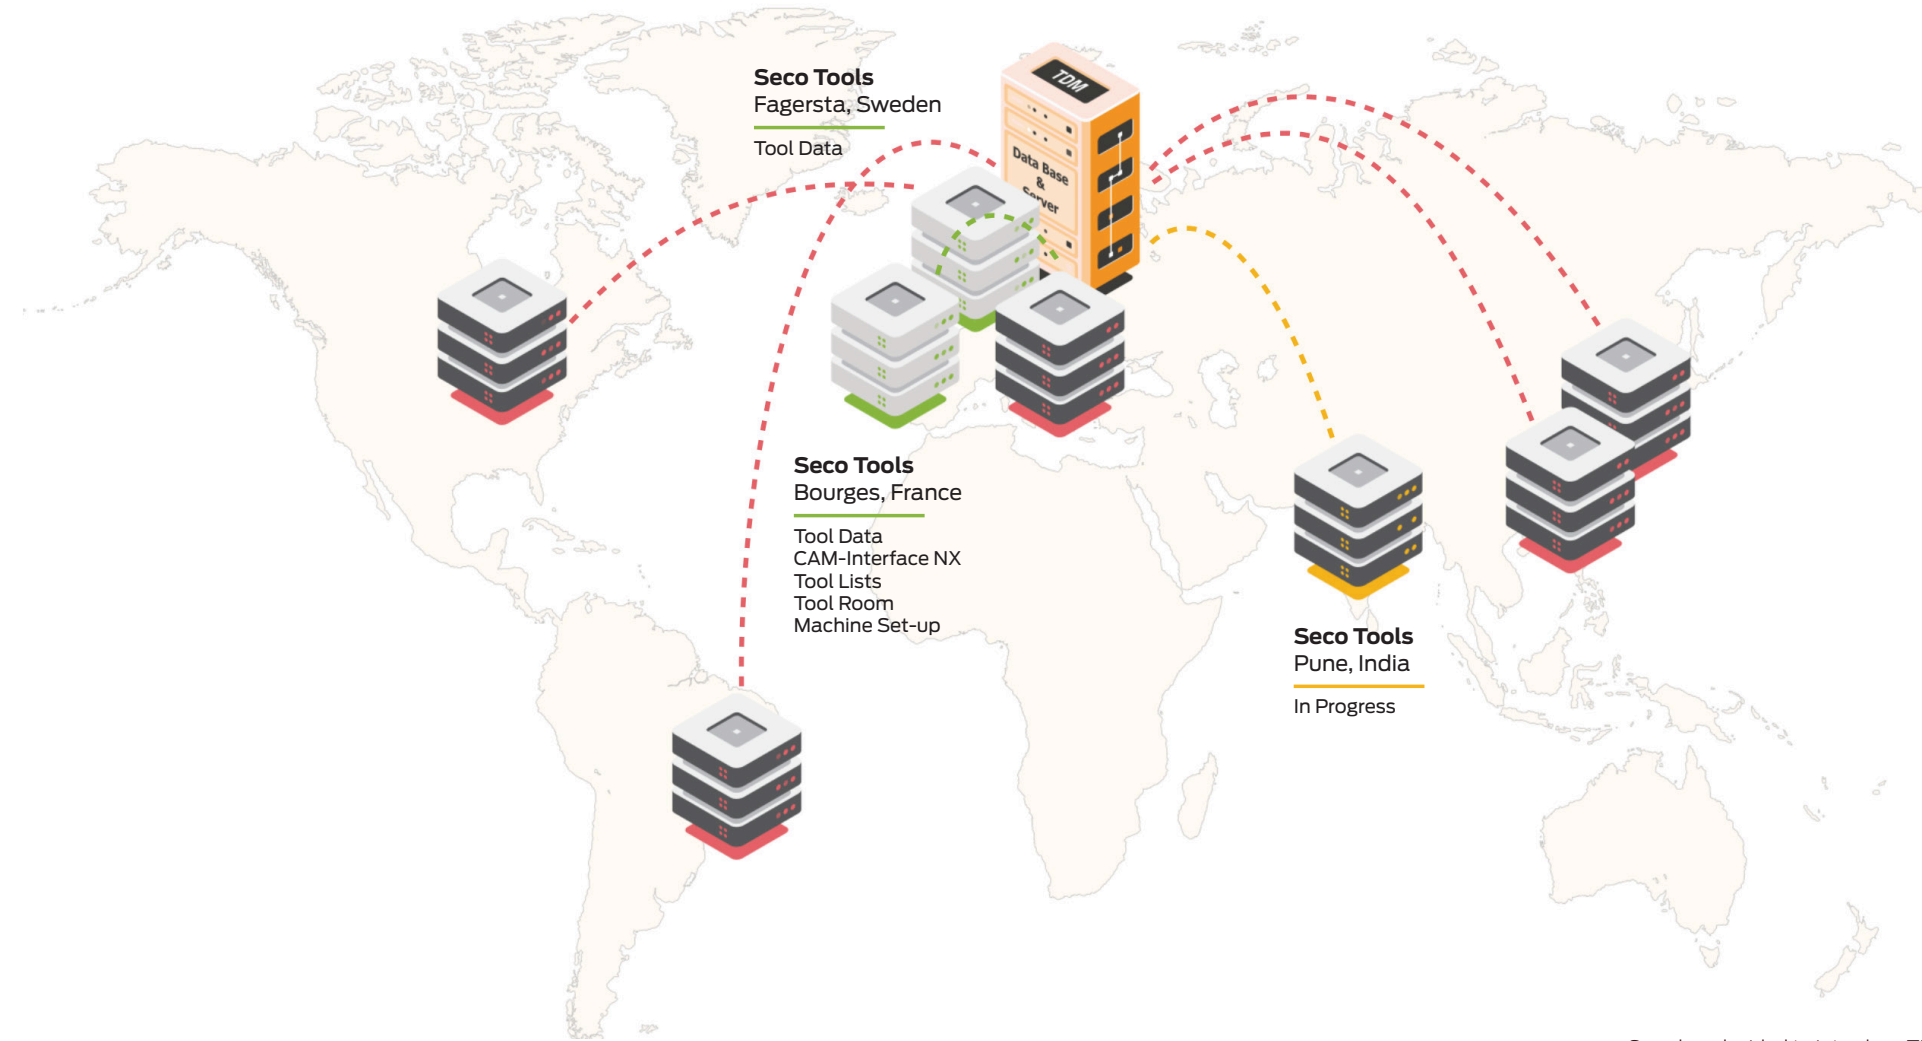 Seco Tools
Fagersta, Sweden
Tool Data
TDM
Data Base
&
Server
Seco Tools
Bourges, France
Tool Data
CAM-Interface NX
Tool Lists
Tool Room
Machine Set-up
Seco Tools
Pune, India
In Progress